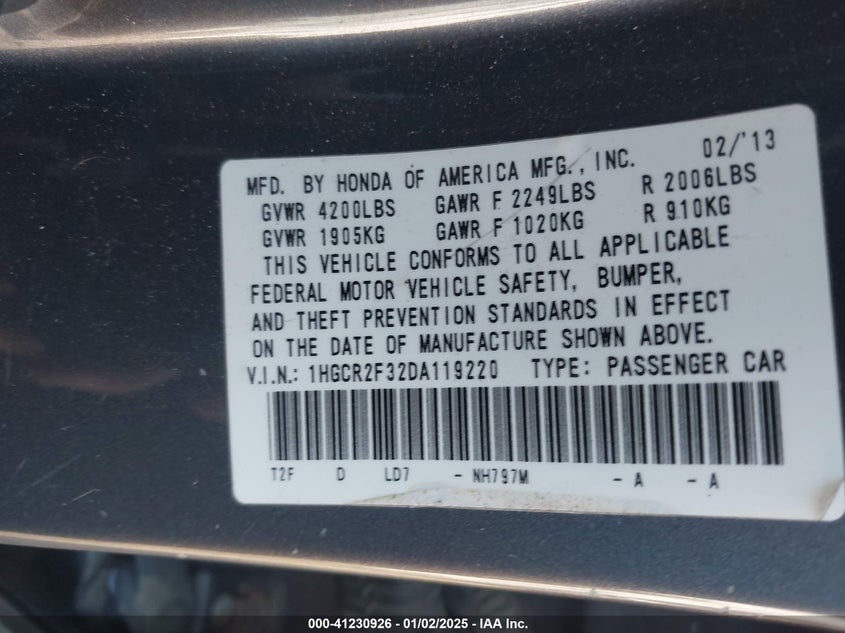 MFD. BY HONDA OF AMERICA MFG., INC. 02/'13
GVWR 4200LBS GAWR F 2249LBS R 2006LBS
GVWR 1905KG GAWR F 1020KG R 910KG
THIS VEHICLE CONFORMS TO ALL APPLICABLE
FEDERAL MOTOR VEHICLE SAFETY, BUMPER,
AND THEFT PREVENTION STANDARDS IN EFFECT
ON THE DATE OF MANUFACTURE SHOWN ABOVE.
V.I.N.: 1HGCR2F32DA119220 TYPE: PASSENGER CAR
T2F D LD7 - NH797M - A - A
000-41230926 - 01/02/2025 - IAA Inc.